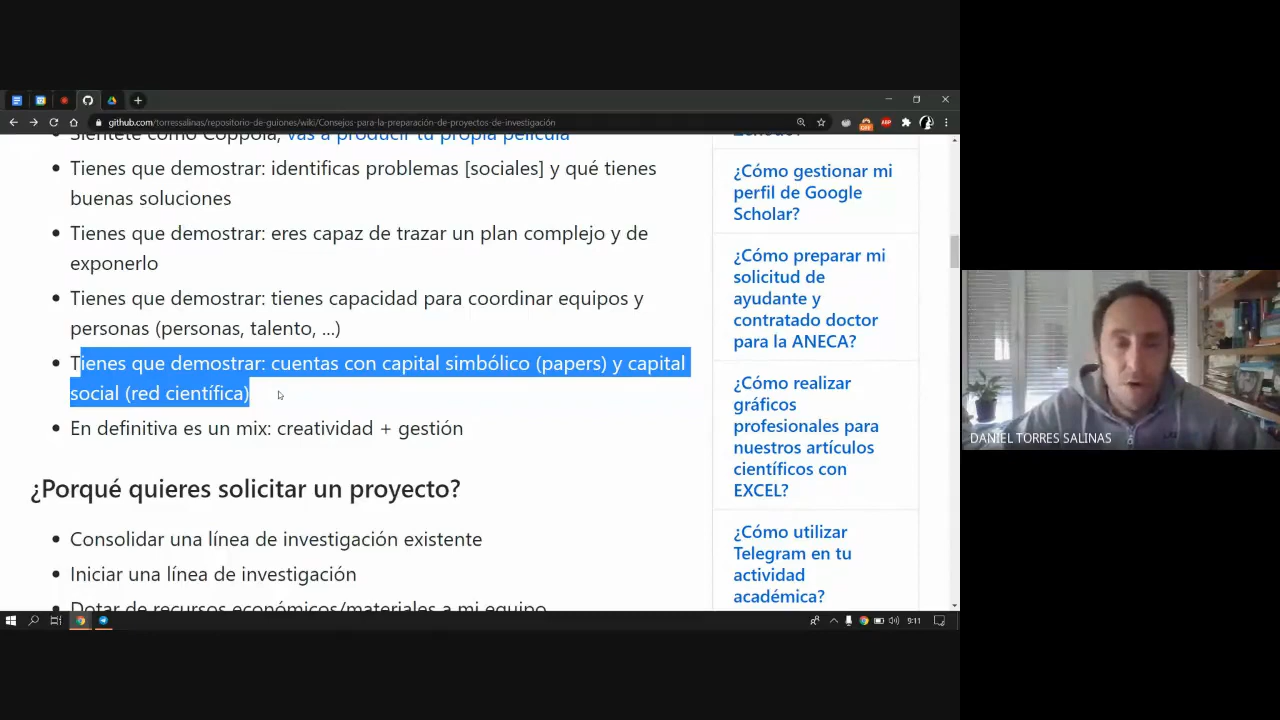 github.com/torressalinas/repositorio-de-guiones/wiki/Consejos-para-la-preparación-de-proyectos-de-investigación
Siéntete como Coppola, vas a producir tu propia película
Tienes que demostrar: identificas problemas [sociales] y qué tienes
buenas soluciones
Tienes que demostrar: eres capaz de trazar un plan complejo y de
exponerlo
Tienes que demostrar: tienes capacidad para coordinar equipos y
personas (personas, talento, ...)
Tienes que demostrar: cuentas con capital simbólico (papers) y capital
social (red científica)
En definitiva es un mix: creatividad + gestión
¿Porqué quieres solicitar un proyecto?
Consolidar una línea de investigación existente
Iniciar una línea de investigación
Dotar de recursos económicos/materiales a mi equipo
Zenodo?
¿Cómo gestionar mi
perfil de Google
Scholar?
¿Cómo preparar mi
solicitud de
ayudante y
contratado doctor
para la ANECA?
¿Cómo realizar
gráficos
profesionales para
nuestros artículos
científicos con
EXCEL?
¿Cómo utilizar
Telegram en tu
actividad
académica?
DANIEL TORRES SALINAS
9:11